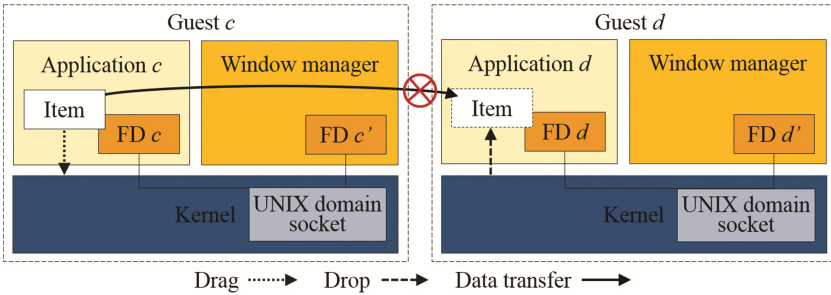 Guest c
Application c
Window manager
Item
FD c
FD c’
Kernel
UNIX domain
socket
Guest d
Application d
Window manager
Item
FD d
FD d’
Kernel
UNIX domain
socket
Drag
Drop
Data transfer